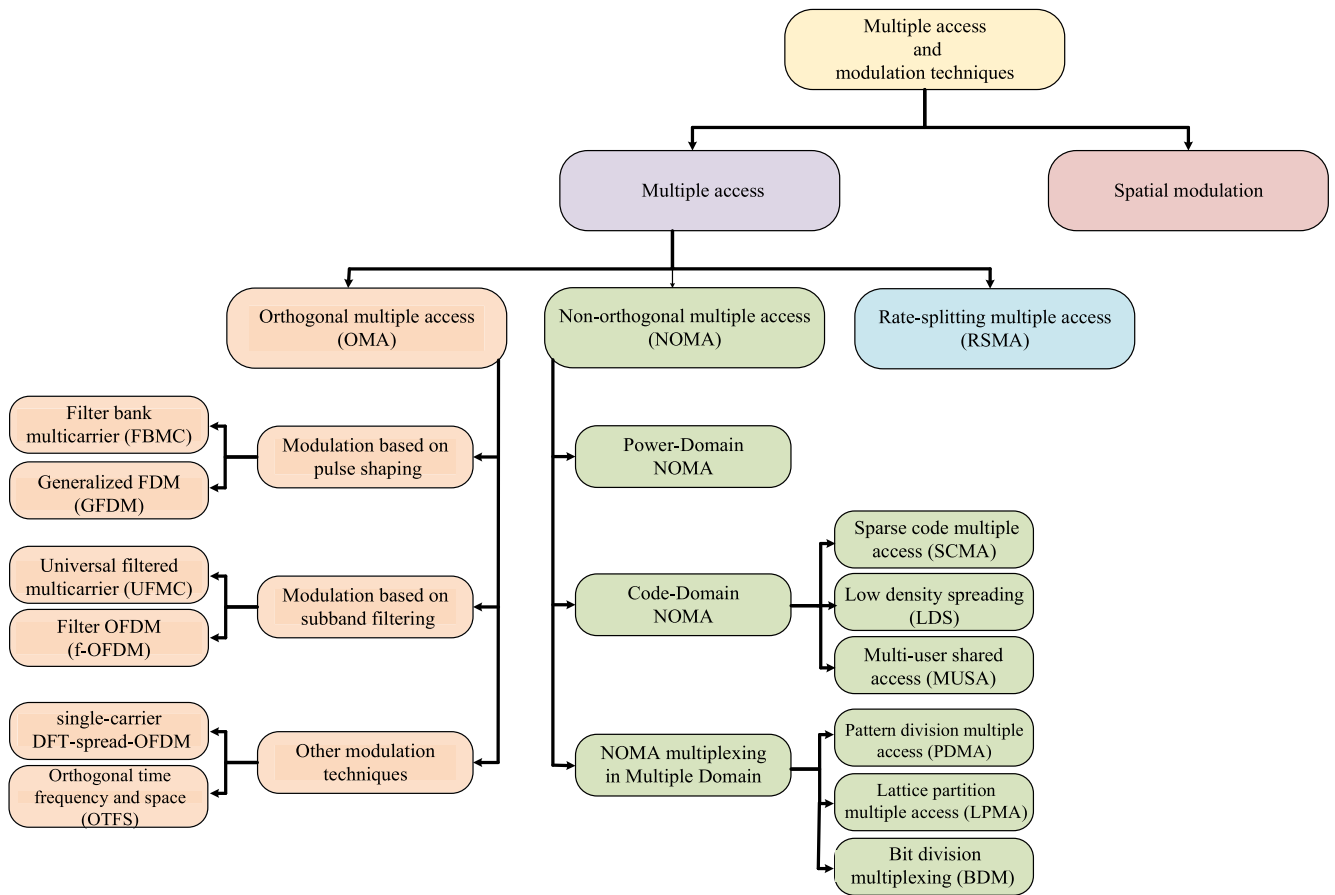 Multiple access
and
modulation techniques
Multiple access
Spatial modulation
Orthogonal multiple access
(OMA)
Non-orthogonal multiple access
(NOMA)
Rate-splitting multiple access
(RSMA)
Filter bank
multicarrier (FBMC)
Generalized FDM
(GFDM)
Modulation based on
pulse shaping
Universal filtered
multicarrier (UFMC)
Filter OFDM
(f-OFDM)
Modulation based on
subband filtering
single-carrier
DFT-spread-OFDM
Orthogonal time
frequency and space
(OTFS)
Other modulation
techniques
Power-Domain
NOMA
Code-Domain
NOMA
Sparse code multiple
access (SCMA)
Low density spreading
(LDS)
Multi-user shared
access (MUSA)
NOMA multiplexing
in Multiple Domain
Pattern division multiple
access (PDMA)
Lattice partition
multiple access (LPMA)
Bit division
multiplexing (BDM)